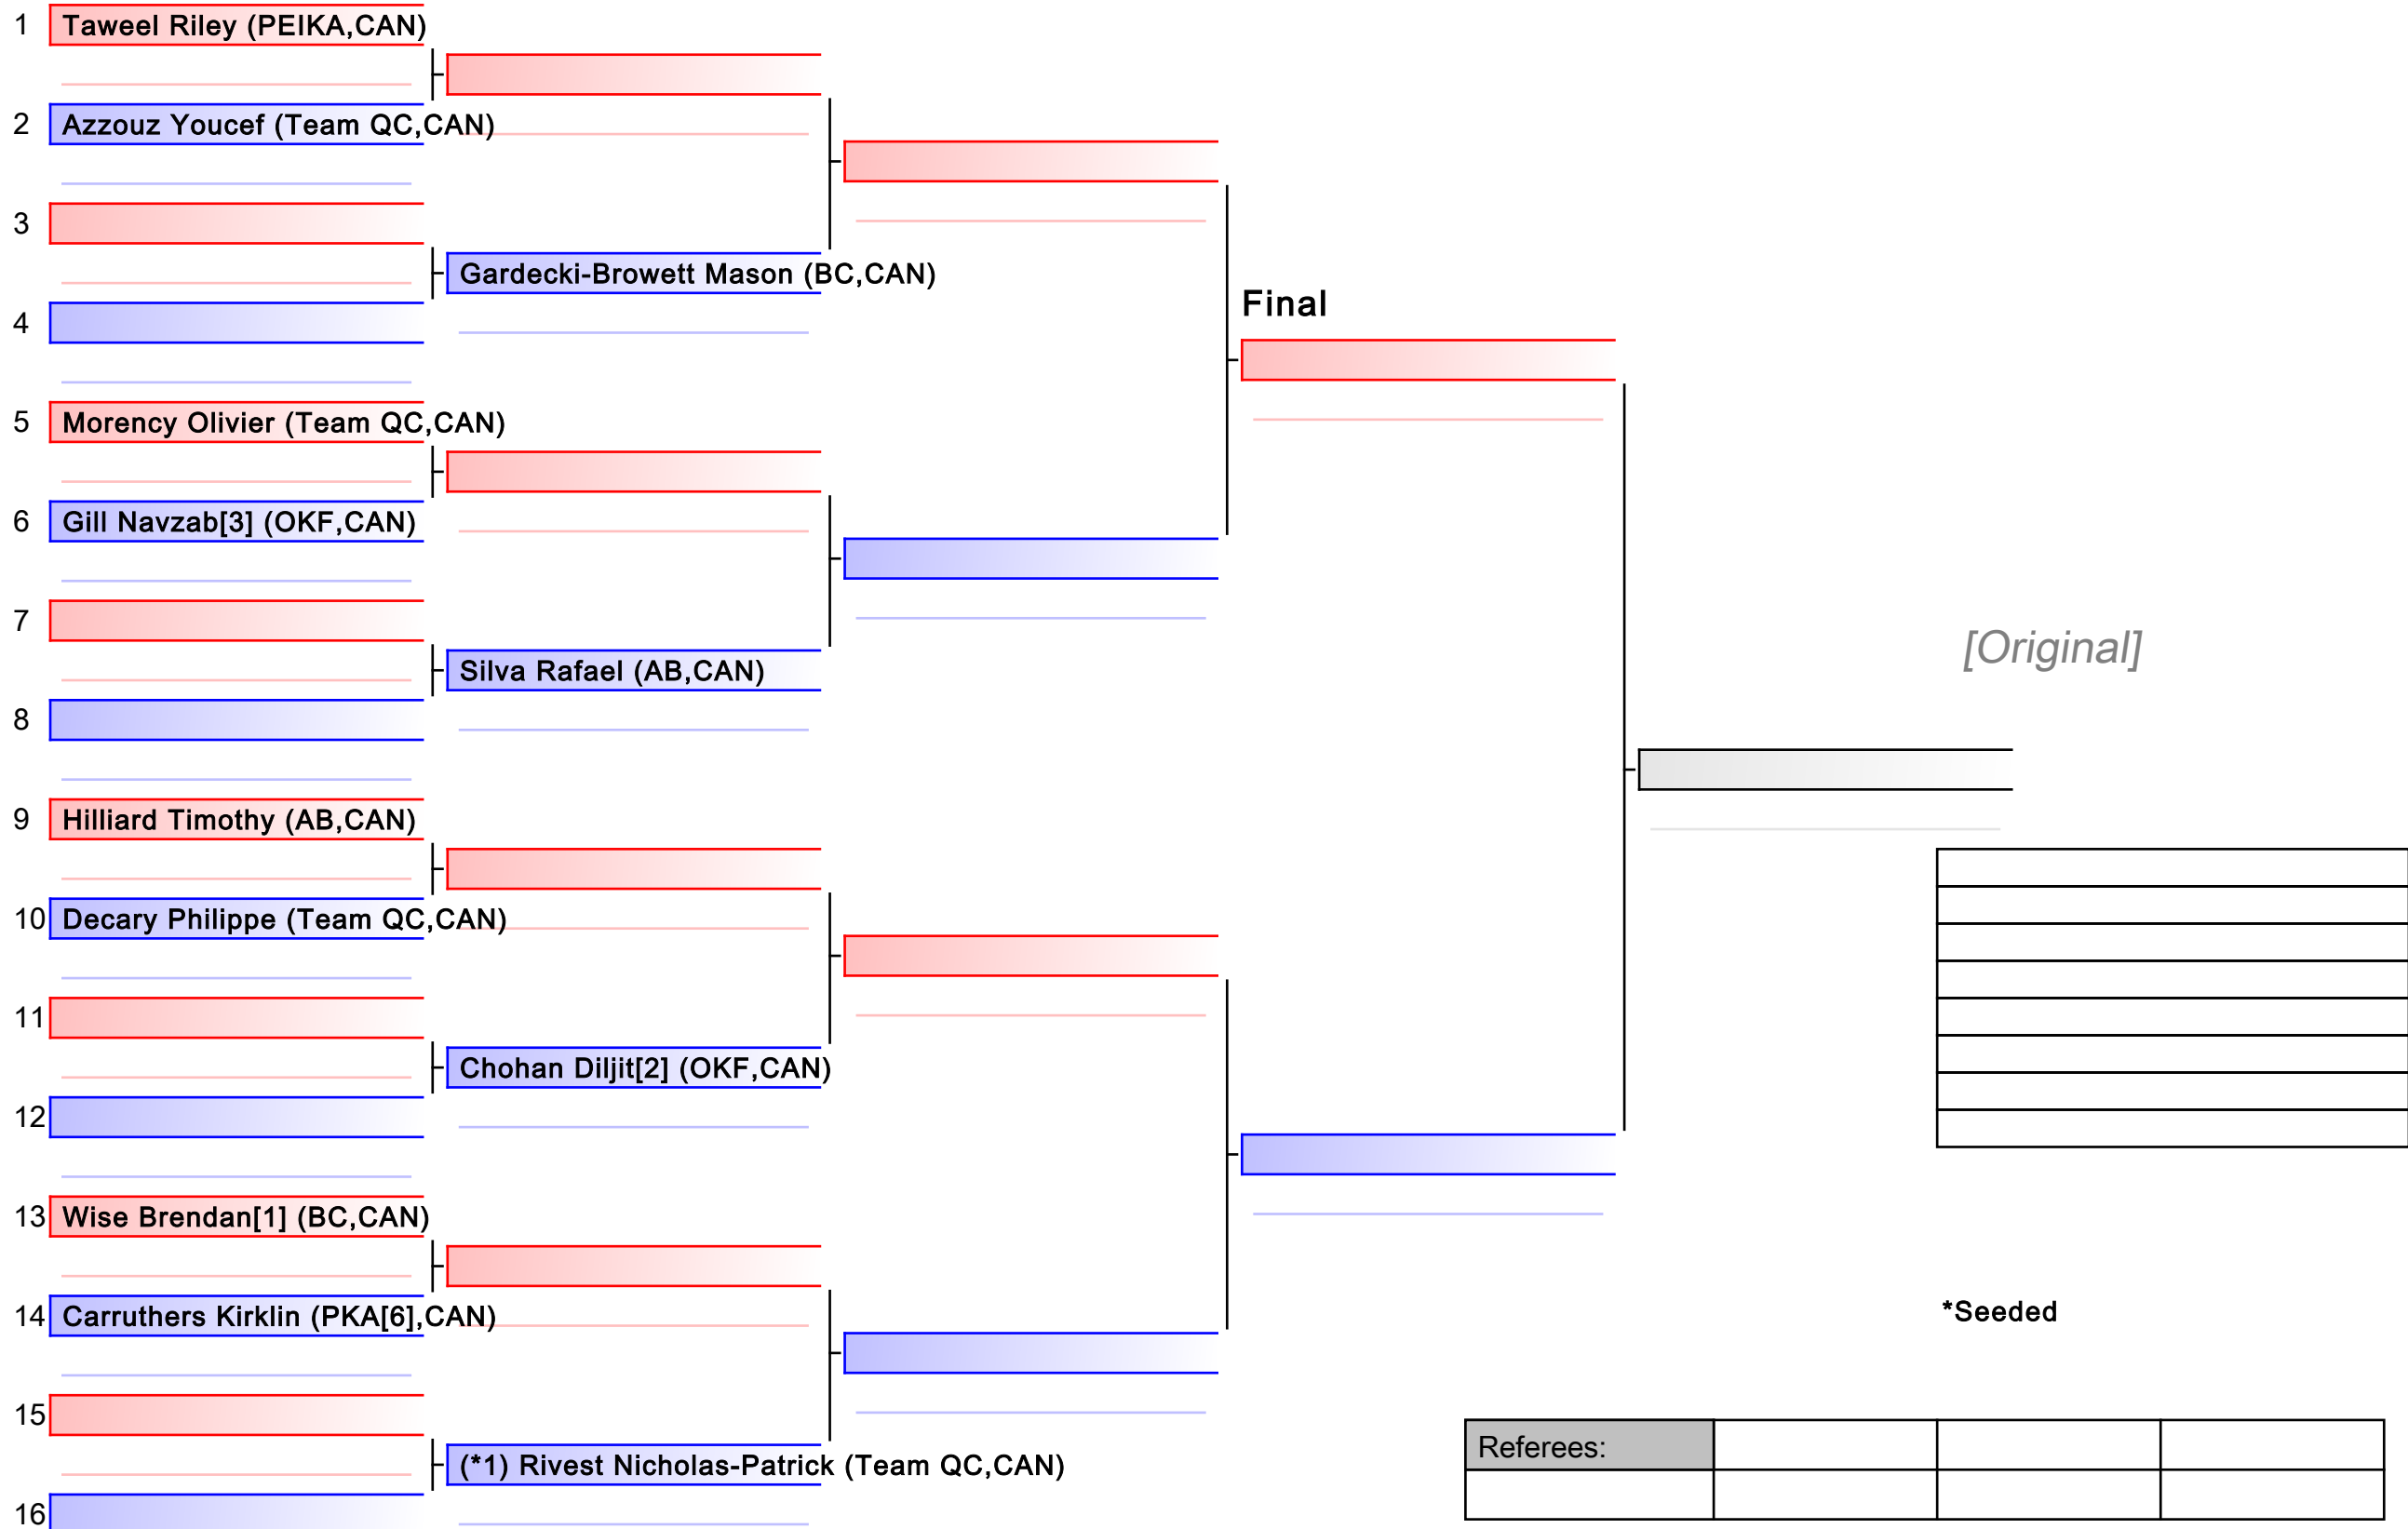 1 Taweel Riley (PEIKA,CAN)
2 Azzouz Youcef (Team QC,CAN)
3
Gardecki-Browett Mason (BC,CAN)
Final
4
5 Morency Olivier (Team QC,CAN)
6 Gill Navzab[3] (OKF,CAN)
7
[Original]
Silva Rafael (AB,CAN)
8
9 Hilliard Timothy (AB,CAN)
10 Decary Philippe (Team QC,CAN)
11
Chohan Diljit[2] (OKF,CAN)
12
13 Wise Brendan[1] (BC,CAN)
14 Carruthers Kirklin (PKA[6],CAN)
*Seeded
15
Referees:
(*1) Rivest Nicholas-Patrick (Team QC,CAN)
16